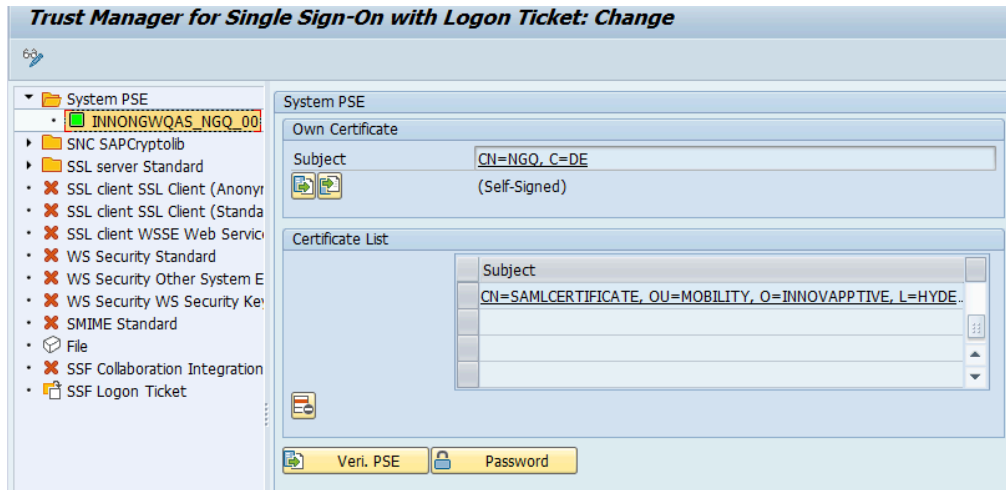 Trust Manager for Single Sign-On with Logon Ticket: Change
System PSE
INNONGWQAS_NGQ_00
SNC SAPCryptolib
SSL server Standard
SSL client SSL Client (Anonyr
SSL client SSL Client (Standa
SSL client WSSE Web Servic
WS Security Standard
WS Security Other System E
WS Security WS Security Key
SMIME Standard
File
SSF Collaboration Integration
SSF Logon Ticket
System PSE
Own Certificate
Subject CN=NGQ, C=DE
(Self-Signed)
Certificate List
Subject
CN=SAMLCERTIFICATE, OU=MOBILITY, O=INNOVAPPTIVE, L=HYDE..
Veri. PSE Password